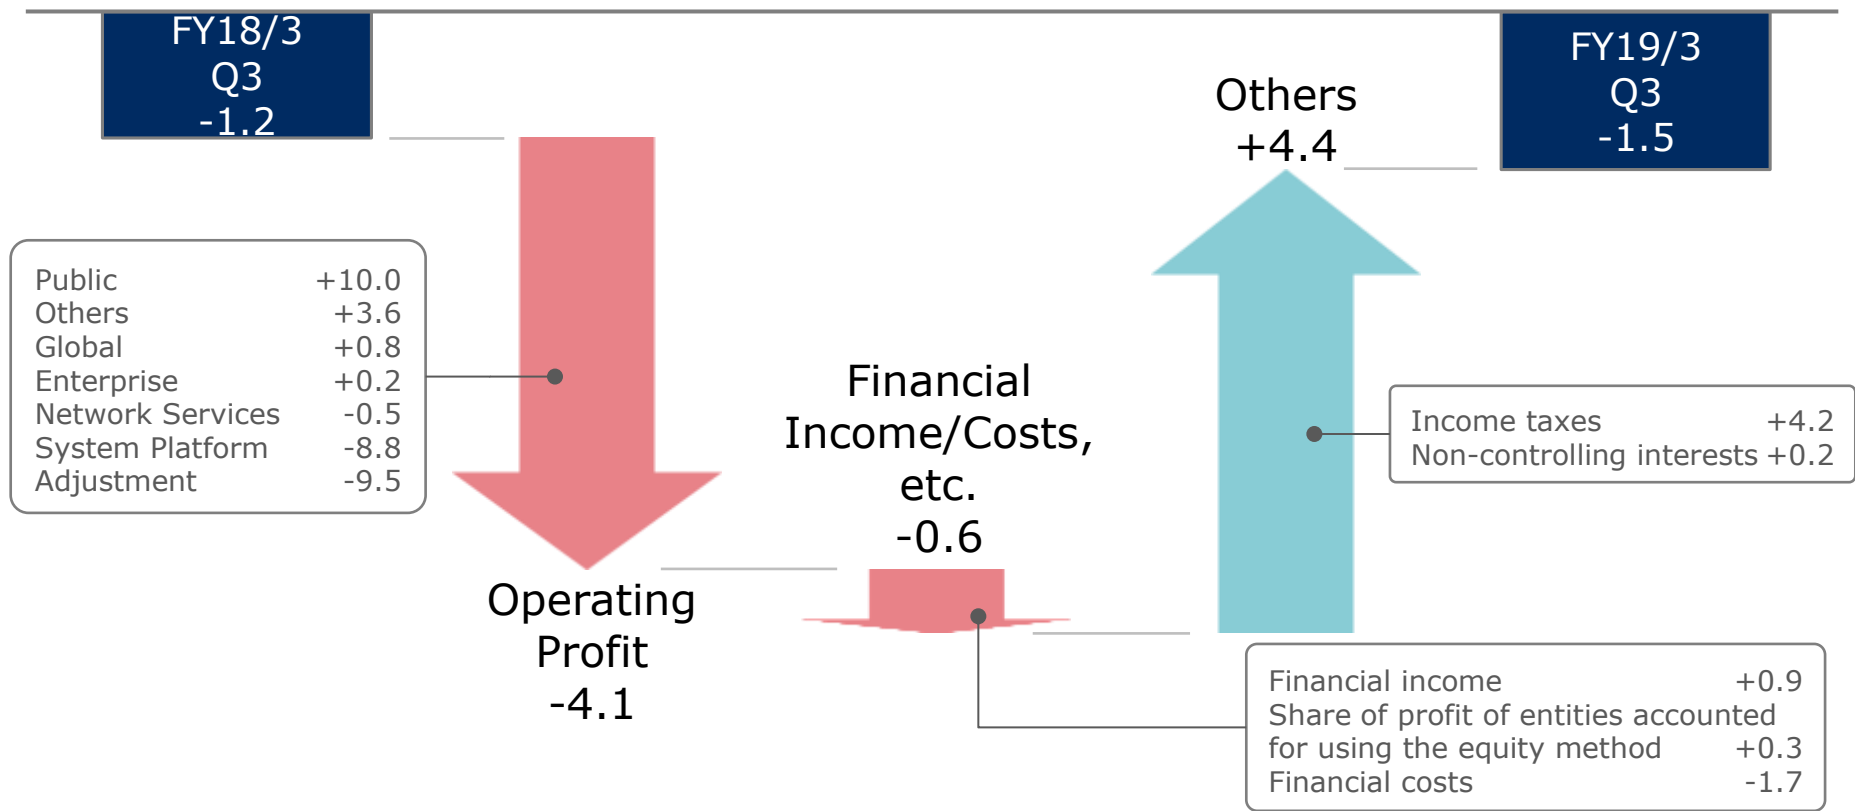 FY18/3
Q3
-1.2
Public +10.0
Others +3.6
Global +0.8
Enterprise +0.2
Network Services -0.5
System Platform -8.8
Adjustment -9.5
Operating
Profit
-4.1
Financial
Income/Costs,
etc.
-0.6
Financial income +0.9
Share of profit of entities accounted
for using the equity method +0.3
Financial costs -1.7
Others
+4.4
Income taxes +4.2
Non-controlling interests +0.2
FY19/3
Q3
-1.5